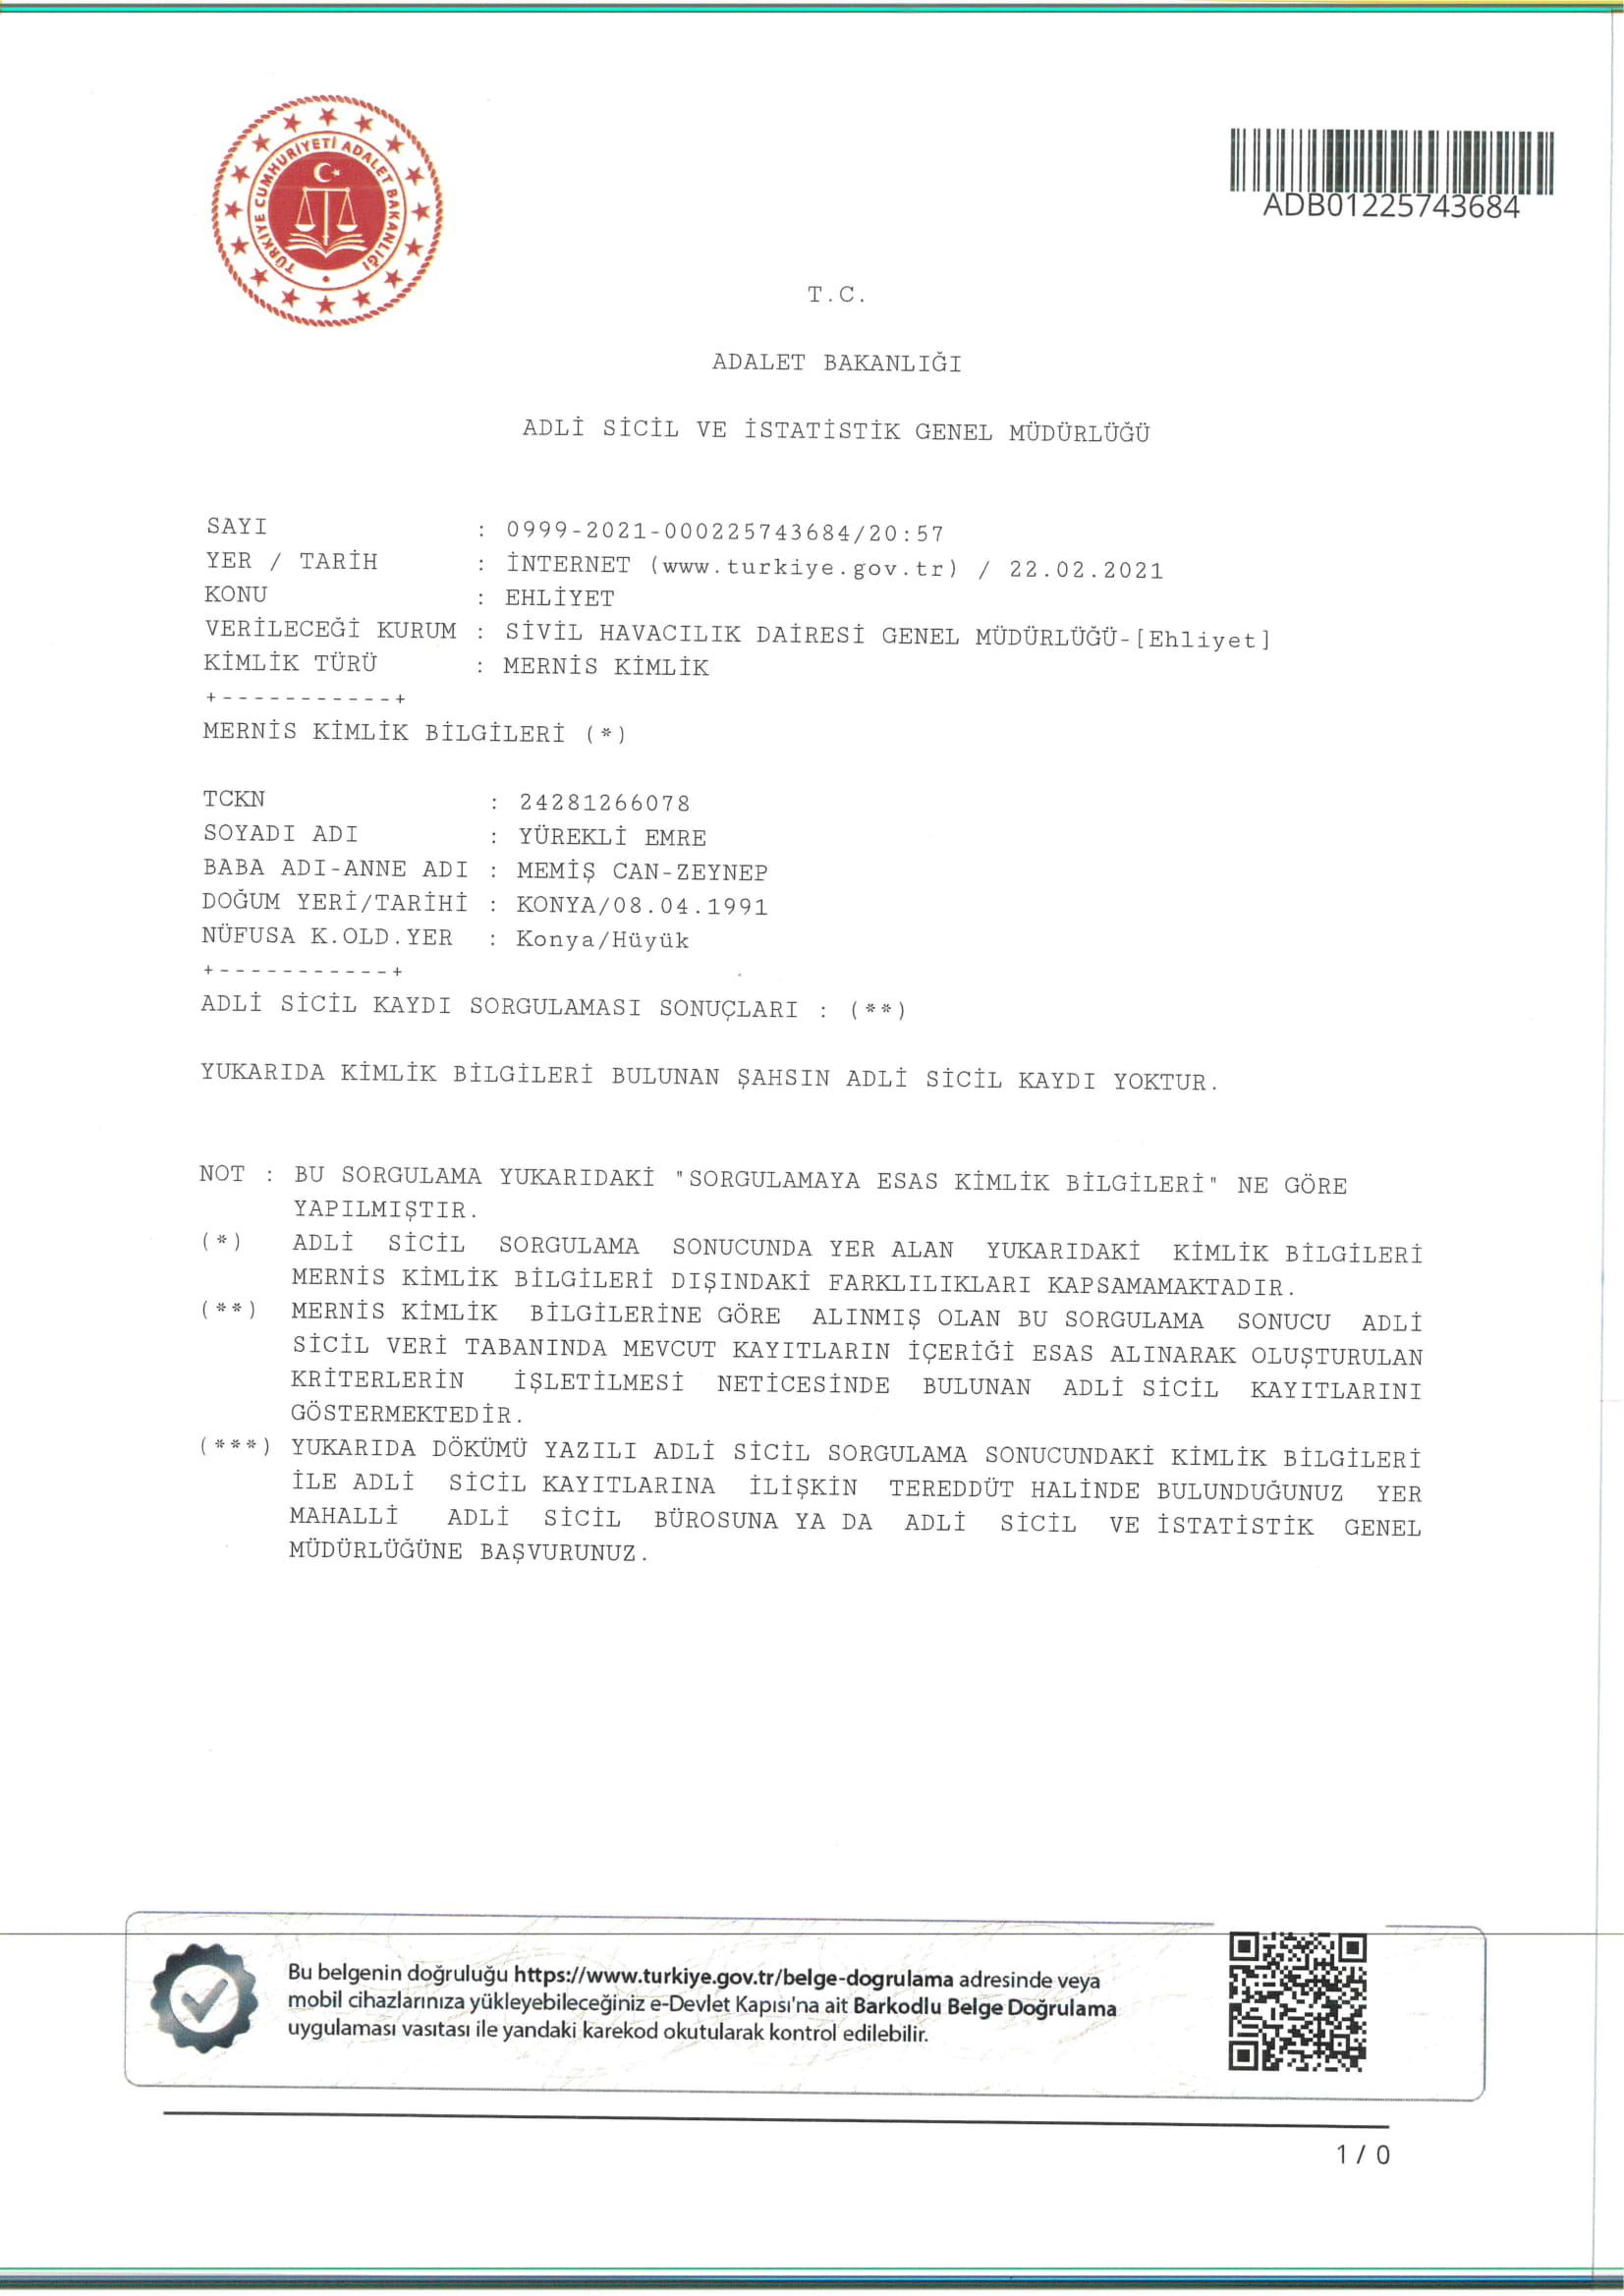 TÜRKİYE CUMHURİYETİ ADALET BAKANLIĞI
ADB01225743684
T.C.
ADALET BAKANLIĞI
ADLİ SİCİL VE İSTATİSTİK GENEL MÜDÜRLÜĞÜ
SAYI : 0999-2021-000225743684/20:57
YER / TARİH : İNTERNET (www.turkiye.gov.tr) / 22.02.2021
KONU : EHLİYET
VERİLECEĞİ KURUM : SİVİL HAVACILIK DAİRESİ GENEL MÜDÜRLÜĞÜ-[Ehliyet]
KİMLİK TÜRÜ : MERNİS KİMLİK
+-----------+
MERNİS KİMLİK BİLGİLERİ (*)
TCKN : 24281266078
SOYADI ADI : YÜREKLİ EMRE
BABA ADI-ANNE ADI : MEMİŞ CAN-ZEYNEP
DOĞUM YERİ/TARİHİ : KONYA/08.04.1991
NÜFUSA K.OLD.YER : Konya/Hüyük
+-----------+
ADLİ SİCİL KAYDI SORGULAMASI SONUÇLARI : (**)
YUKARIDA KİMLİK BİLGİLERİ BULUNAN ŞAHSIN ADLİ SİCİL KAYDI YOKTUR.
NOT : BU SORGULAMA YUKARIDAKİ "SORGULAMAYA ESAS KİMLİK BİLGİLERİ" NE GÖRE
YAPILMIŞTIR.
(*) ADLİ SİCİL SORGULAMA SONUCUNDA YER ALAN YUKARIDAKİ KİMLİK BİLGİLERİ
MERNİS KİMLİK BİLGİLERİ DIŞINDAKİ FARKLILIKLARI KAPSAMAMAKTADIR.
(**) MERNİS KİMLİK BİLGİLERİNE GÖRE ALINMIŞ OLAN BU SORGULAMA SONUCU ADLİ
SİCİL VERİ TABANINDA MEVCUT KAYITLARIN İÇERİĞİ ESAS ALINARAK OLUŞTURULAN
KRİTERLERİN İŞLETİLMESİ NETİCESİNDE BULUNAN ADLİ SİCİL KAYITLARINI
GÖSTERMEKTEDİR.
(***) YUKARIDA DÖKÜMÜ YAZILI ADLİ SİCİL SORGULAMA SONUCUNDAKİ KİMLİK BİLGİLERİ
İLE ADLİ SİCİL KAYITLARINA İLİŞKİN TEREDDÜT HALİNDE BULUNDUĞUNUZ YER
MAHALLİ ADLİ SİCİL BÜROSUNA YA DA ADLİ SİCİL VE İSTATİSTİK GENEL
MÜDÜRLÜĞÜNE BAŞVURUNUZ.
Bu belgenin doğruluğu https://www.turkiye.gov.tr/belge-dogrulama adresinde veya
mobil cihazlarınıza yükleyebileceğiniz e-Devlet Kapısı'na ait Barkodlu Belge Doğrulama
uygulaması vasıtası ile yandaki karekod okutularak kontrol edilebilir.
1 / 0